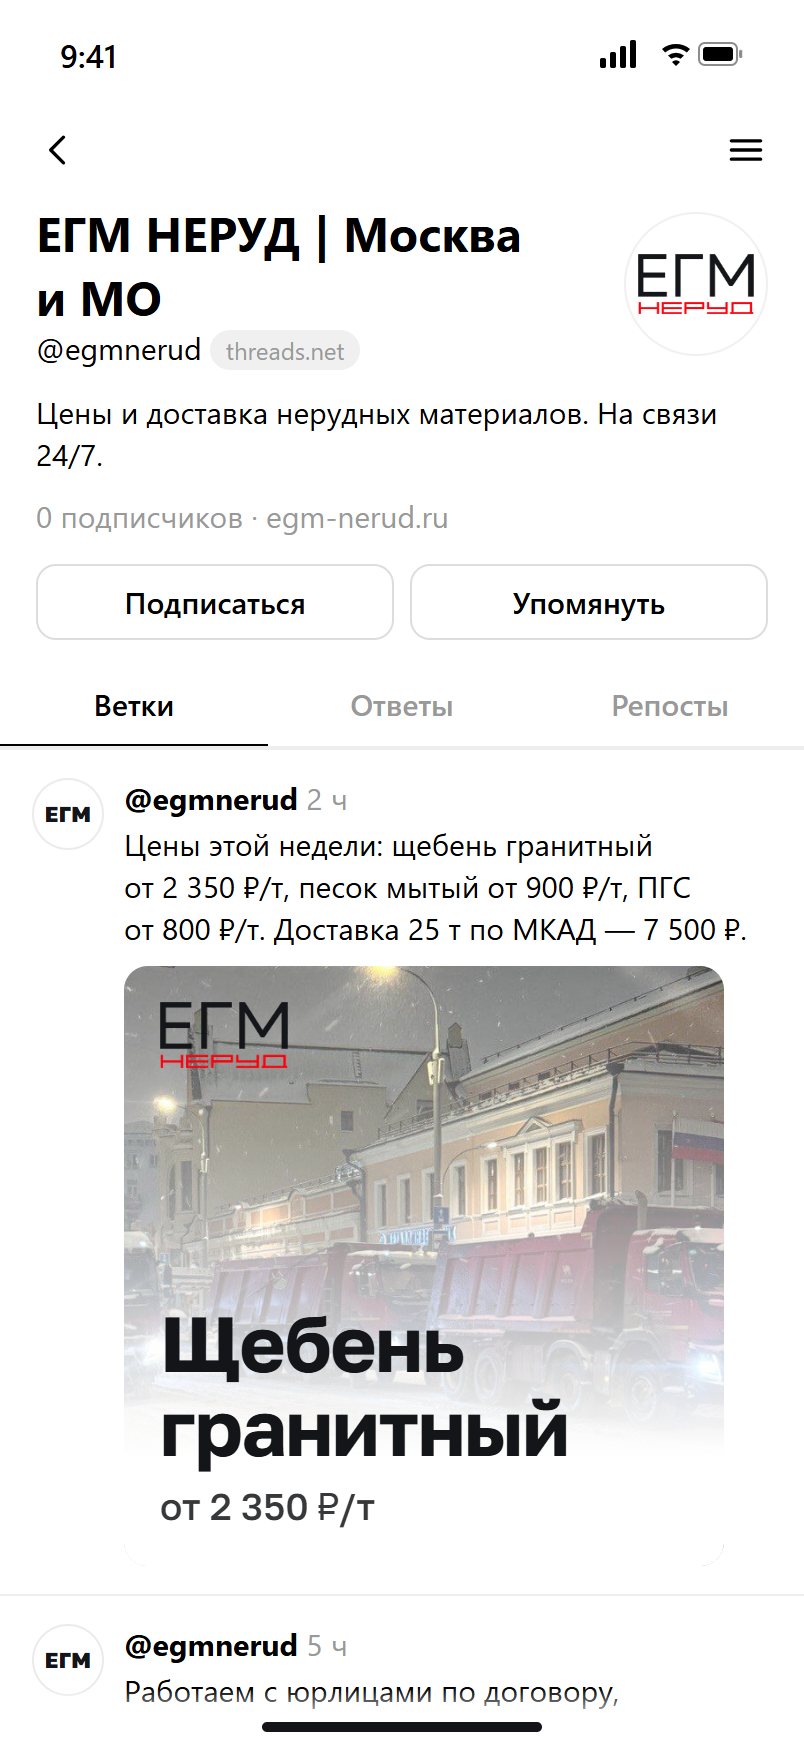 9:41
ЕГМ НЕРУД | Москва
и МО
ЕГМ
НЕРУД
@egmnerud threads.net
Цены и доставка нерудных материалов. На связи
24/7.
0 подписчиков · egm-nerud.ru
Подписаться
Упомянуть
Ветки
Ответы
Репосты
ЕГМ
@egmnerud 2 ч
Цены этой недели: щебень гранитный
от 2 350 ₽/т, песок мытый от 900 ₽/т, ПГС
от 800 ₽/т. Доставка 25 т по МКАД — 7 500 ₽.
ЕГМ
НЕРУД
Щебень
гранитный
от 2 350 ₽/т
ЕГМ
@egmnerud 5 ч
Работаем с юрлицами по договору,